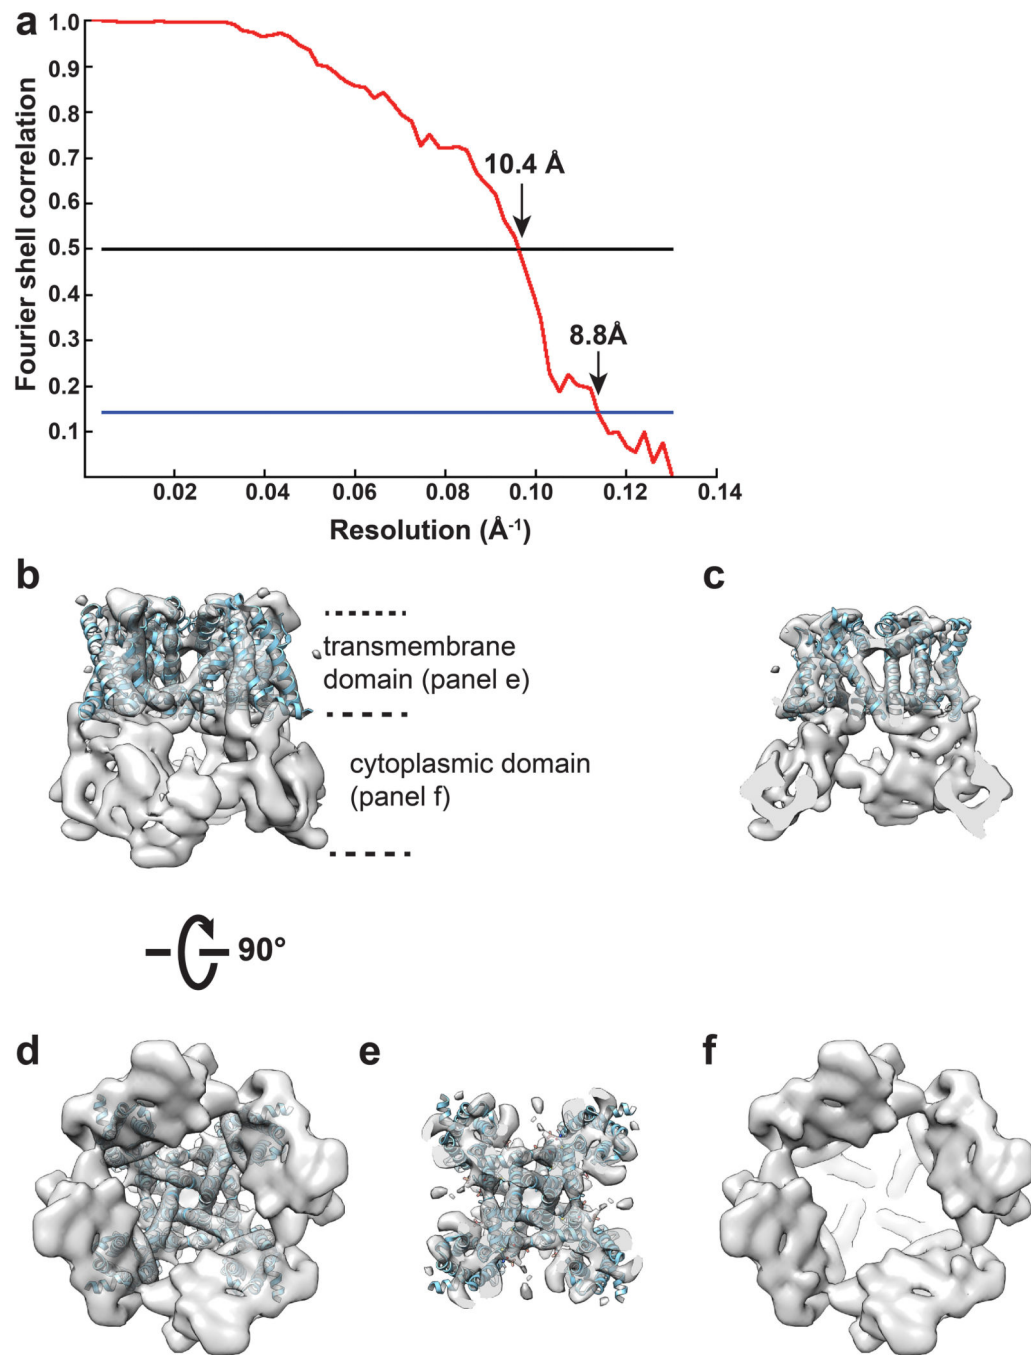 a
1.0
0.9
0.8
0.7
0.6
0.5
0.4
0.3
0.2
0.1
Fourier shell correlation
10.4 Å
8.8Å
0.02 0.04 0.06 0.08 0.10 0.12 0.14
Resolution (Å⁻¹)
b
transmembrane
domain (panel e)
cytoplasmic domain
(panel f)
c
90°
d
e
f